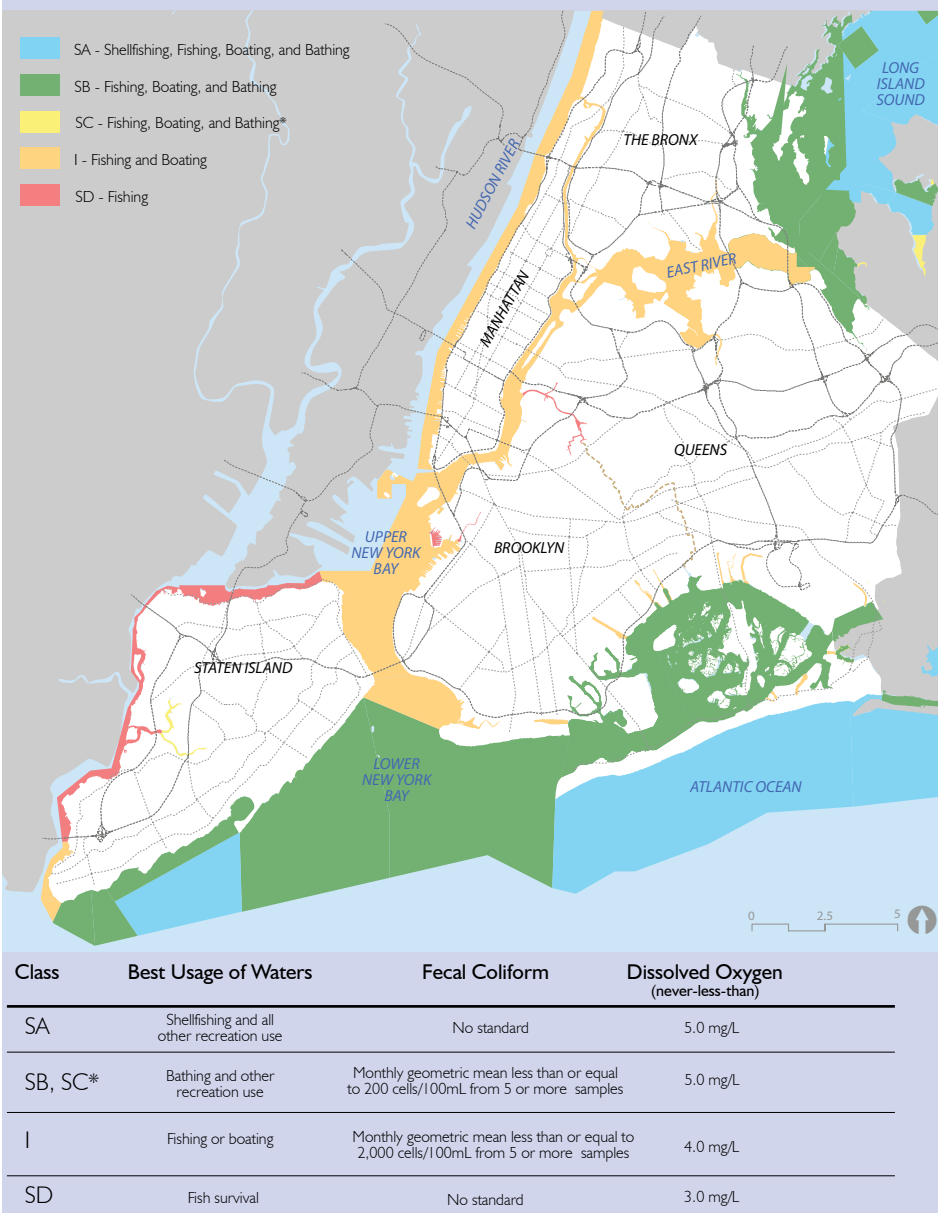 SA - Shellfishing, Fishing, Boating, and Bathing
SB - Fishing, Boating, and Bathing
SC - Fishing, Boating, and Bathing*
I - Fishing and Boating
SD - Fishing
LONG
ISLAND
SOUND
THE BRONX
HUDSON RIVER
EAST RIVER
MANHATTAN
QUEENS
UPPER
NEW YORK
BAY
BROOKLYN
STATEN ISLAND
LOWER
NEW YORK
BAY
ATLANTIC OCEAN
0 2.5 5
Class Best Usage of Waters Fecal Coliform Dissolved Oxygen
(never-less-than)
SA Shellfishing and all
other recreation use No standard 5.0 mg/L
SB, SC* Bathing and other
recreation use Monthly geometric mean less than or equal
to 200 cells/100mL from 5 or more samples 5.0 mg/L
I Fishing or boating Monthly geometric mean less than or equal to
2,000 cells/100mL from 5 or more samples 4.0 mg/L
SD Fish survival No standard 3.0 mg/L